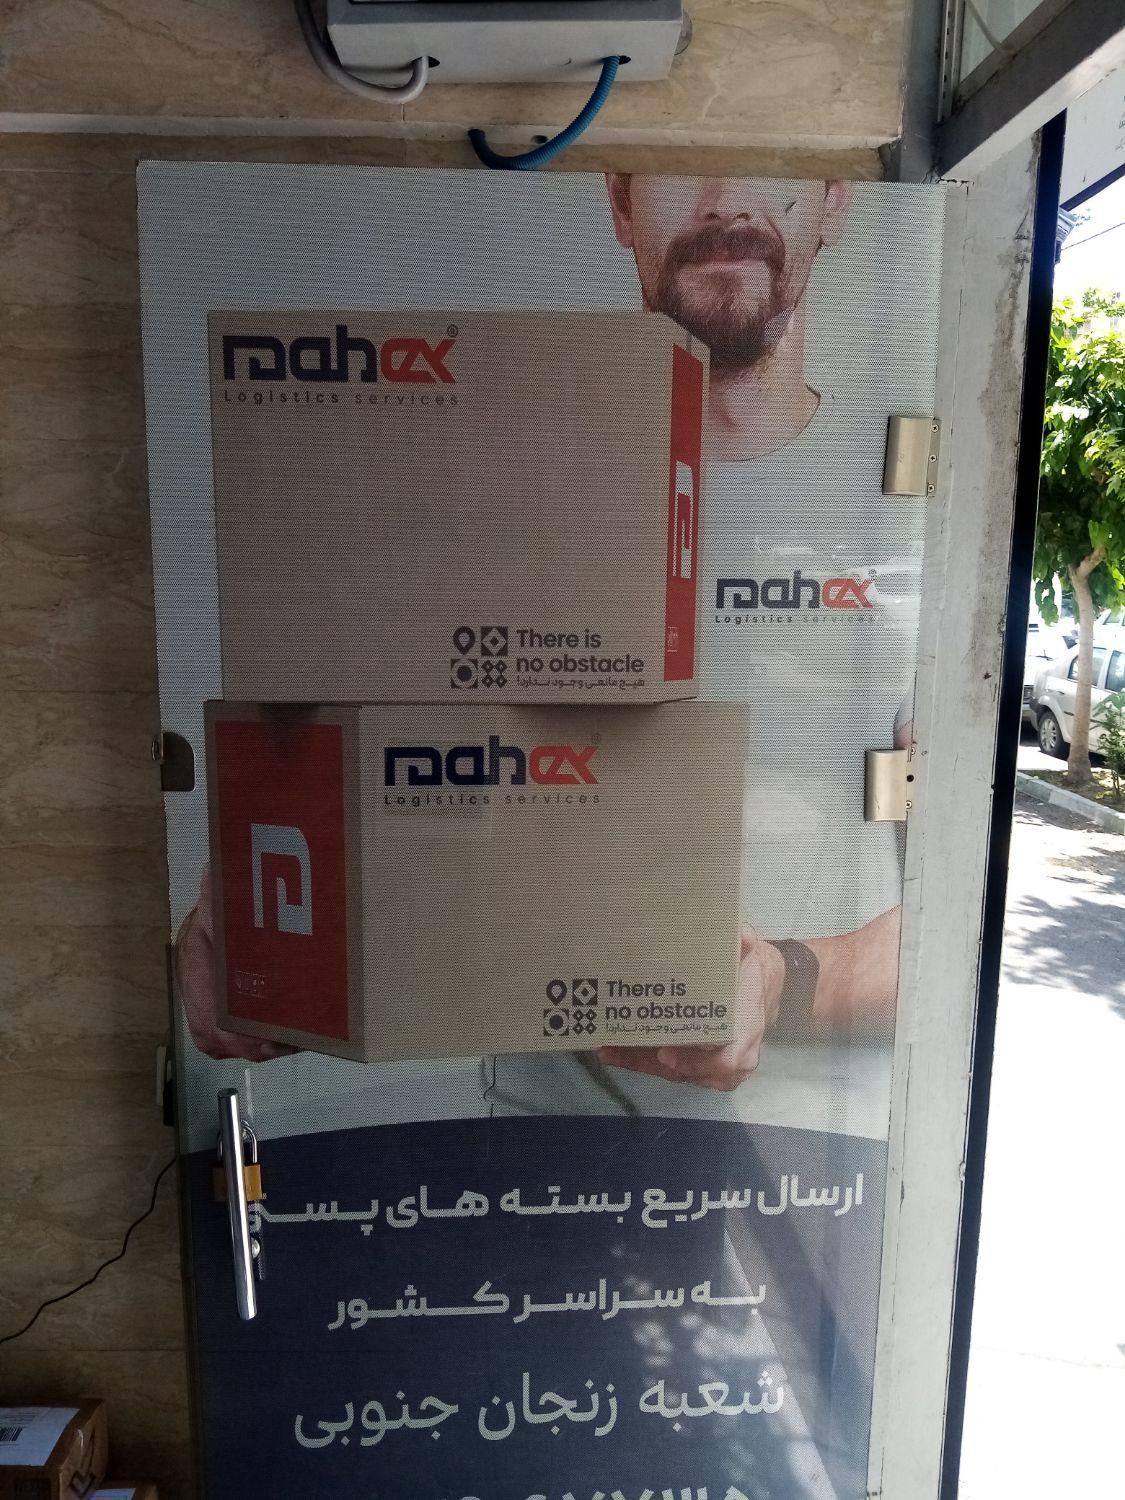 mahex
Logistics services
There is
no obstacle
هیچ مانعی وجود ندارد!
mahex
Logistics services
mahex
Logistics services
There is
no obstacle
هیچ مانعی وجود ندارد!
ارسال سریع بسته های پستی
به سراسر کشور
شعبه زنجان جنوبی